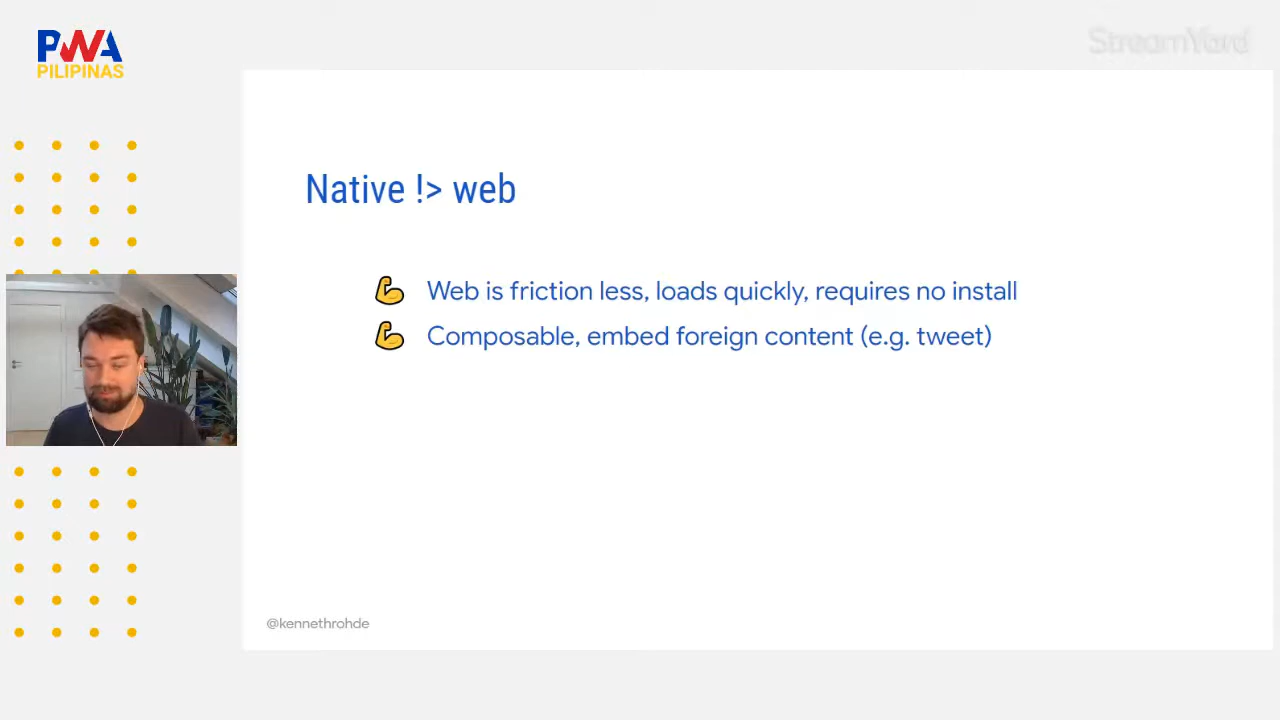 PWA
PILIPINAS
StreamYard
Native !> web
💪 Web is friction less, loads quickly, requires no install
💪 Composable, embed foreign content (e.g. tweet)
@kennethrohde